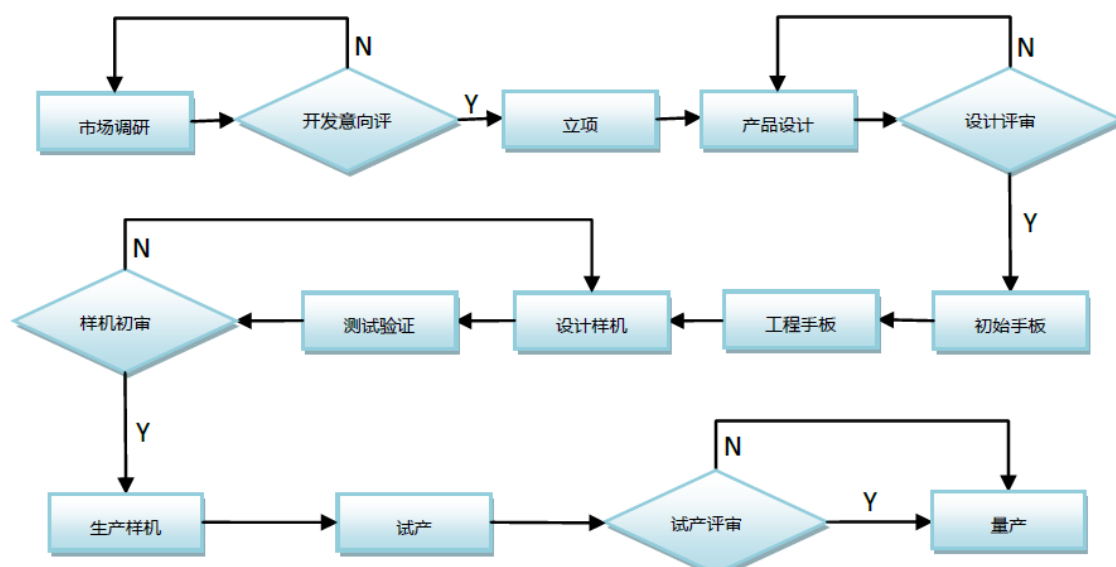 N
N
市场调研
开发意向评
Y
立项
产品设计
设计评审
Y
N
样机初审
测试验证
设计样机
工程手板
初始手板
Y
N
生产样机
试产
试产评审
Y
量产